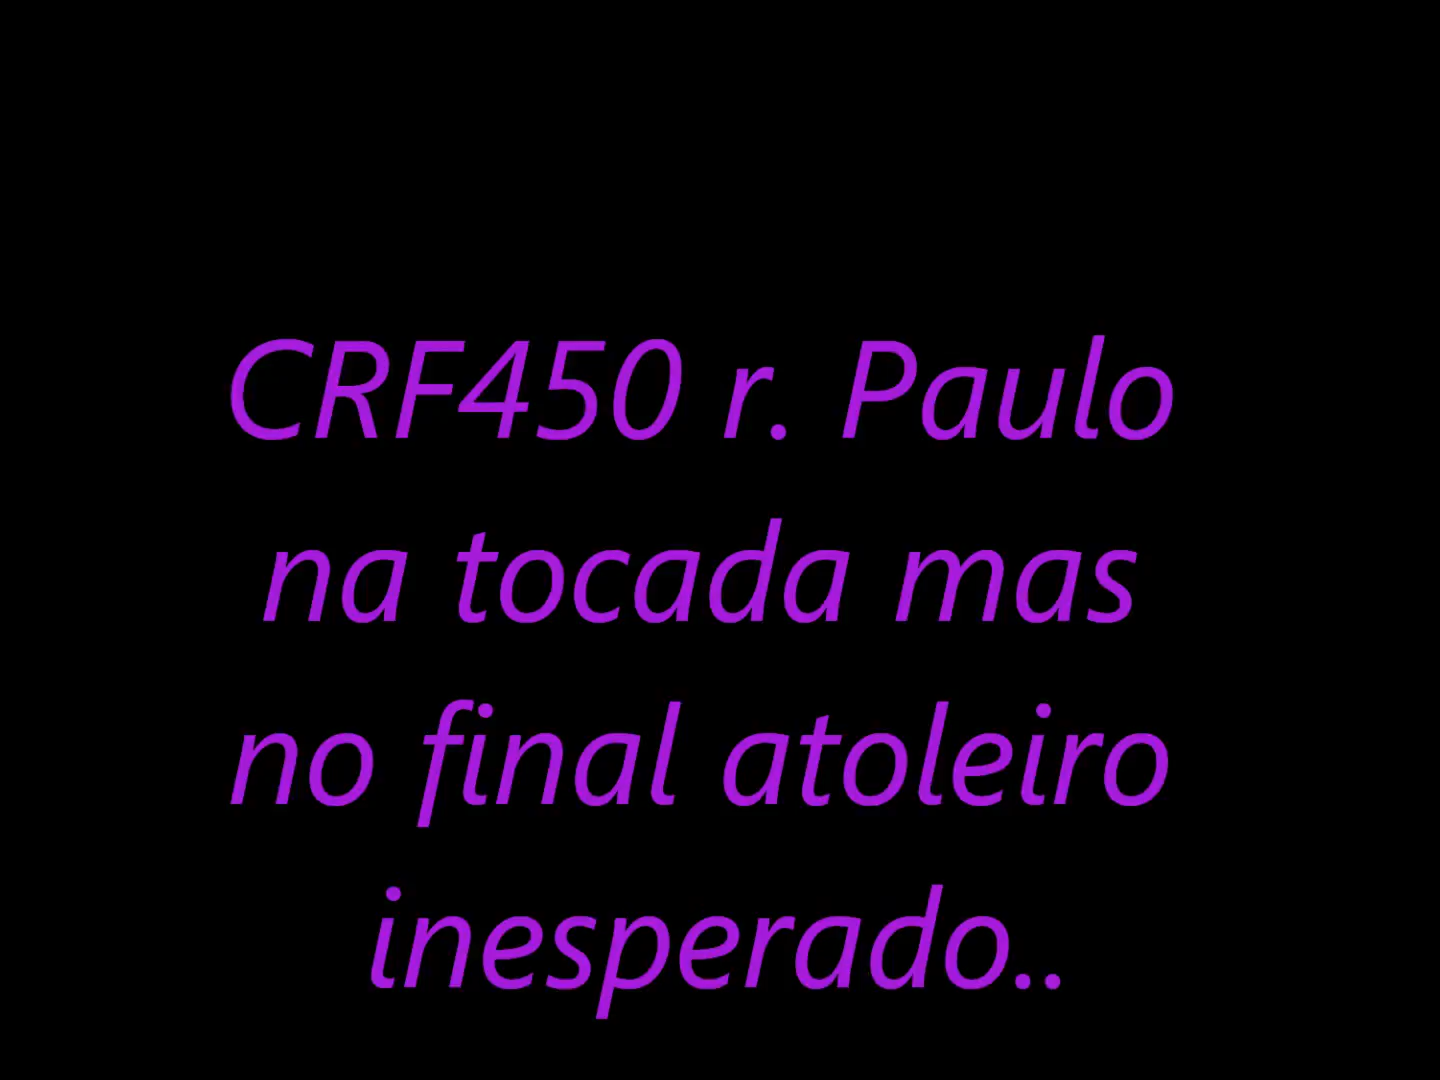 CRF450 r. Paulo
na tocada mas
no final atoleiro
inesperado..